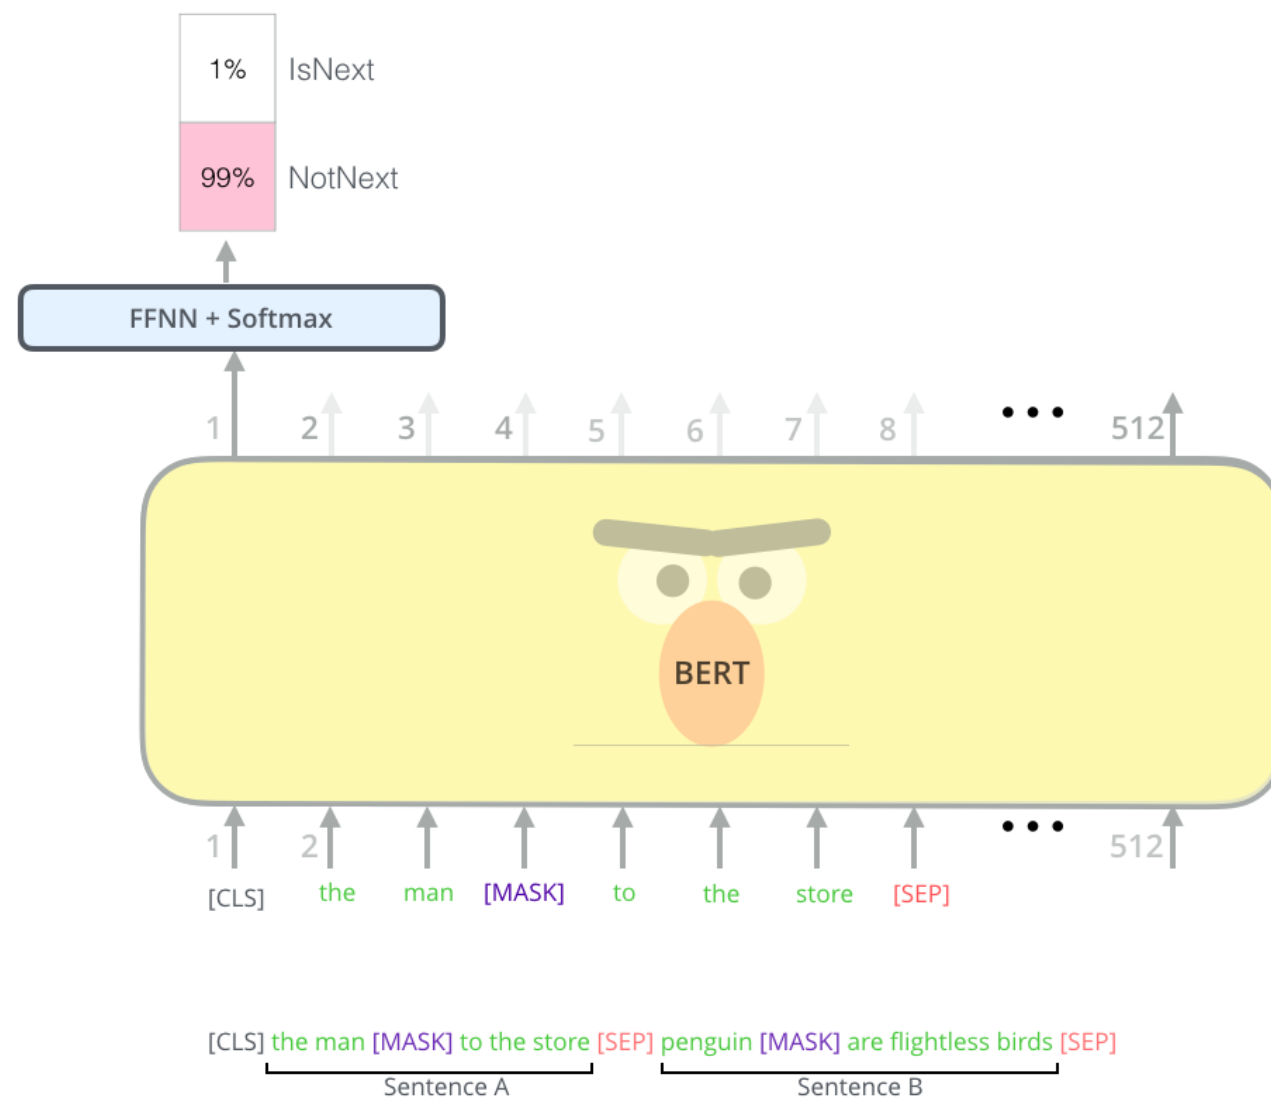 1% IsNext
99% NotNext
FFNN + Softmax
1 2 3 4 5 6 7 8 ••• 512
BERT
1 2 ••• 512
[CLS] the man [MASK] to the store [SEP]
[CLS] the man [MASK] to the store [SEP] penguin [MASK] are flightless birds [SEP]
Sentence A Sentence B